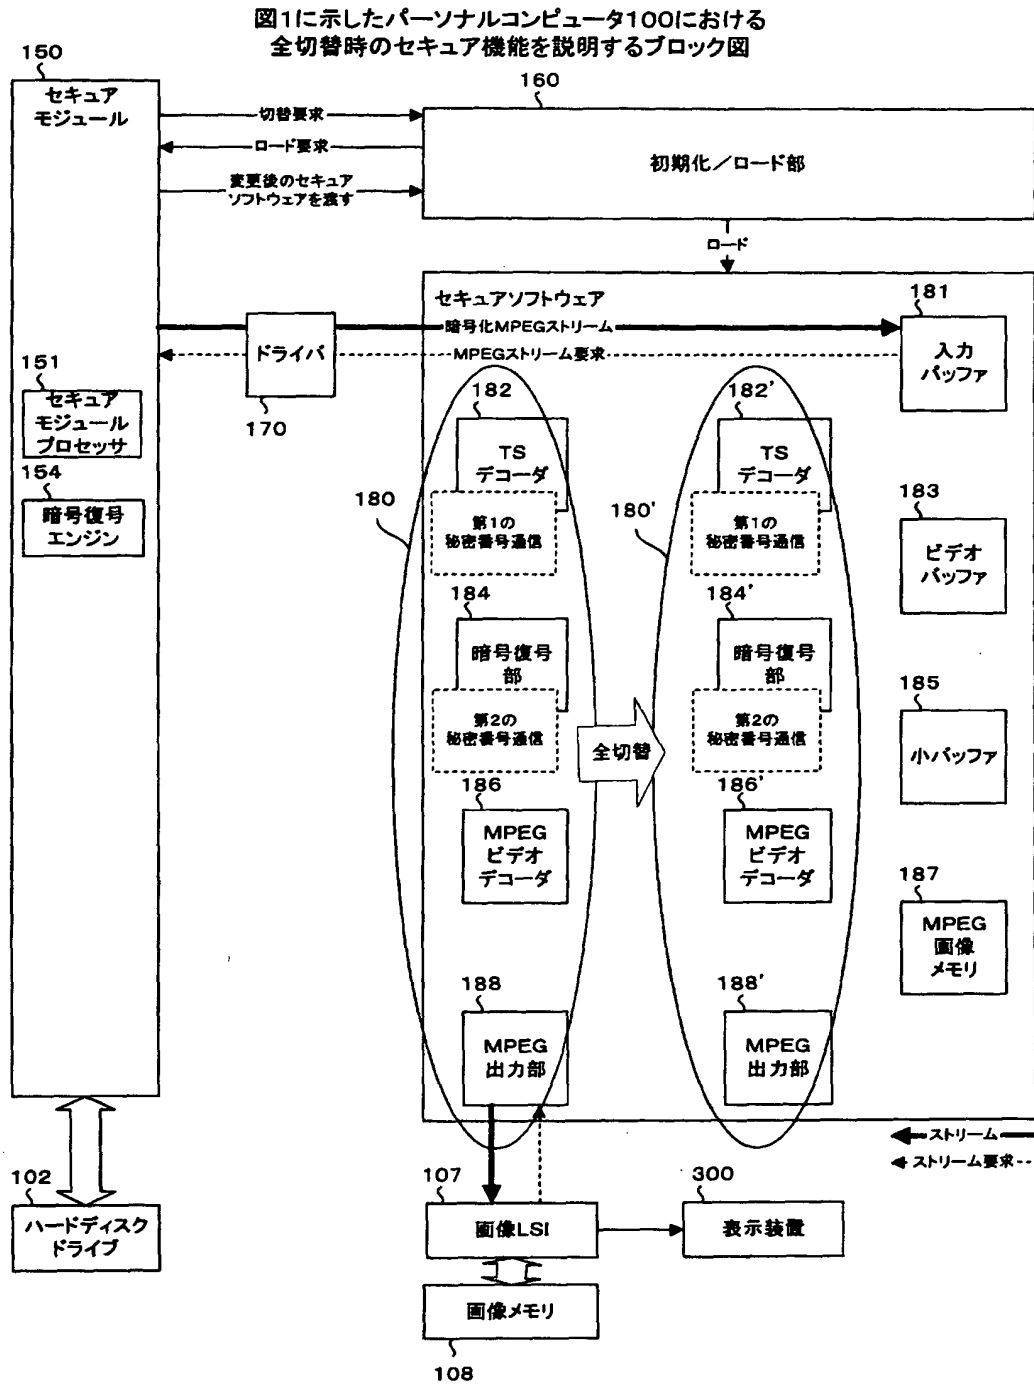 図1に示したパーソナルコンピュータ100における
全切替時のセキュア機能を説明するブロック図
150
セキュア
モジュール
160
切替要求
ロード要求
変更後のセキュア
ソフトウェアを渡す
初期化／ロード部
ロード
セキュアソフトウェア
181
暗号化MPEGストリーム
MPEGストリーム要求
入力
バッファ
ドライバ
170
151
セキュア
モジュール
プロセッサ
154
暗号復号
エンジン
180
182
TS
デコーダ
第1の
秘密番号通信
184
暗号復号
部
第2の
秘密番号通信
186
MPEG
ビデオ
デコーダ
188
MPEG
出力部
全切替
180'
182'
TS
デコーダ
第1の
秘密番号通信
184'
暗号復号
部
第2の
秘密番号通信
186'
MPEG
ビデオ
デコーダ
188'
MPEG
出力部
183
ビデオ
バッファ
185
小バッファ
187
MPEG
画像
メモリ
ストリーム
ストリーム要求
102
ハードディスク
ドライブ
107
画像LSI
300
表示装置
画像メモリ
108